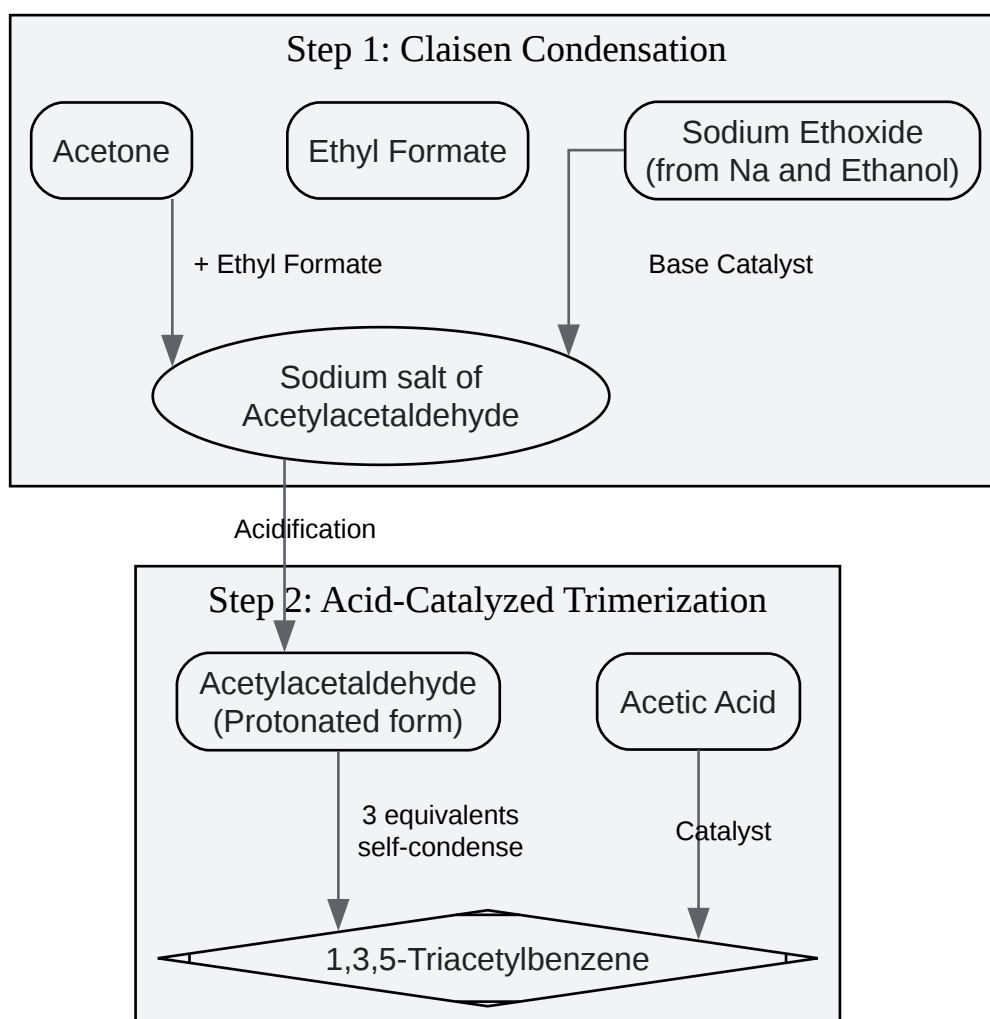 Step 1: Claisen Condensation
Acetone
Ethyl Formate
Sodium Ethoxide
(from Na and Ethanol)
+ Ethyl Formate
Base Catalyst
Sodium salt of
Acetylacetaldehyde
Acidification
Step 2: Acid-Catalyzed Trimerization
Acetylacetaldehyde
(Protonated form)
Acetic Acid
3 equivalents
self-condense
Catalyst
1,3,5-Triacetylbenzene